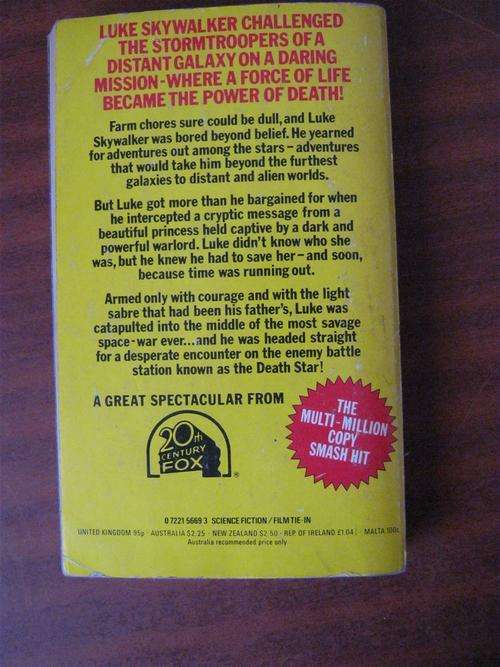 LUKE SKYWALKER CHALLENGED
THE STORMTROOPERS OF A
DISTANT GALAXY ON A DARING
MISSION-WHERE A FORCE OF LIFE
BECAME THE POWER OF DEATH!
Farm chores sure could be dull, and Luke
Skywalker was bored beyond belief. He yearned
for adventures out among the stars – adventures
that would take him beyond the furthest
galaxies to distant and alien worlds.
But Luke got more than he bargained for when
he intercepted a cryptic message from a
beautiful princess held captive by a dark and
powerful warlord. Luke didn't know who she
was, but he knew he had to save her – and soon,
because time was running out.
Armed only with courage and with the light
sabre that had been his father's, Luke was
catapulted into the middle of the most savage
space-war ever...and he was headed straight
for a desperate encounter on the enemy battle
station known as the Death Star!
A GREAT SPECTACULAR FROM
20th
CENTURY
FOX
®
THE
MULTI-MILLION
COPY
SMASH HIT
0 7221 5669 3 SCIENCE FICTION / FILM TIE-IN
UNITED KINGDOM 95p · AUSTRALIA $2.25 · NEW ZEALAND $2.50 · REP OF IRELAND £1.04 · MALTA
Australia recommended price only